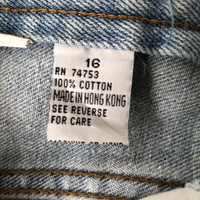 16
RN 74753
100% COTTON
MADE IN HONG KONG
SEE REVERSE
FOR CARE